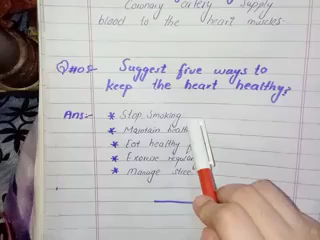 Coronary artery supply
blood to the heart muscles.
Q#05 Suggest five ways to
keep the heart healthy?
Ans:- * Stop Smoking
* Maintain
* Eat healthy
* Exercise
* Manage